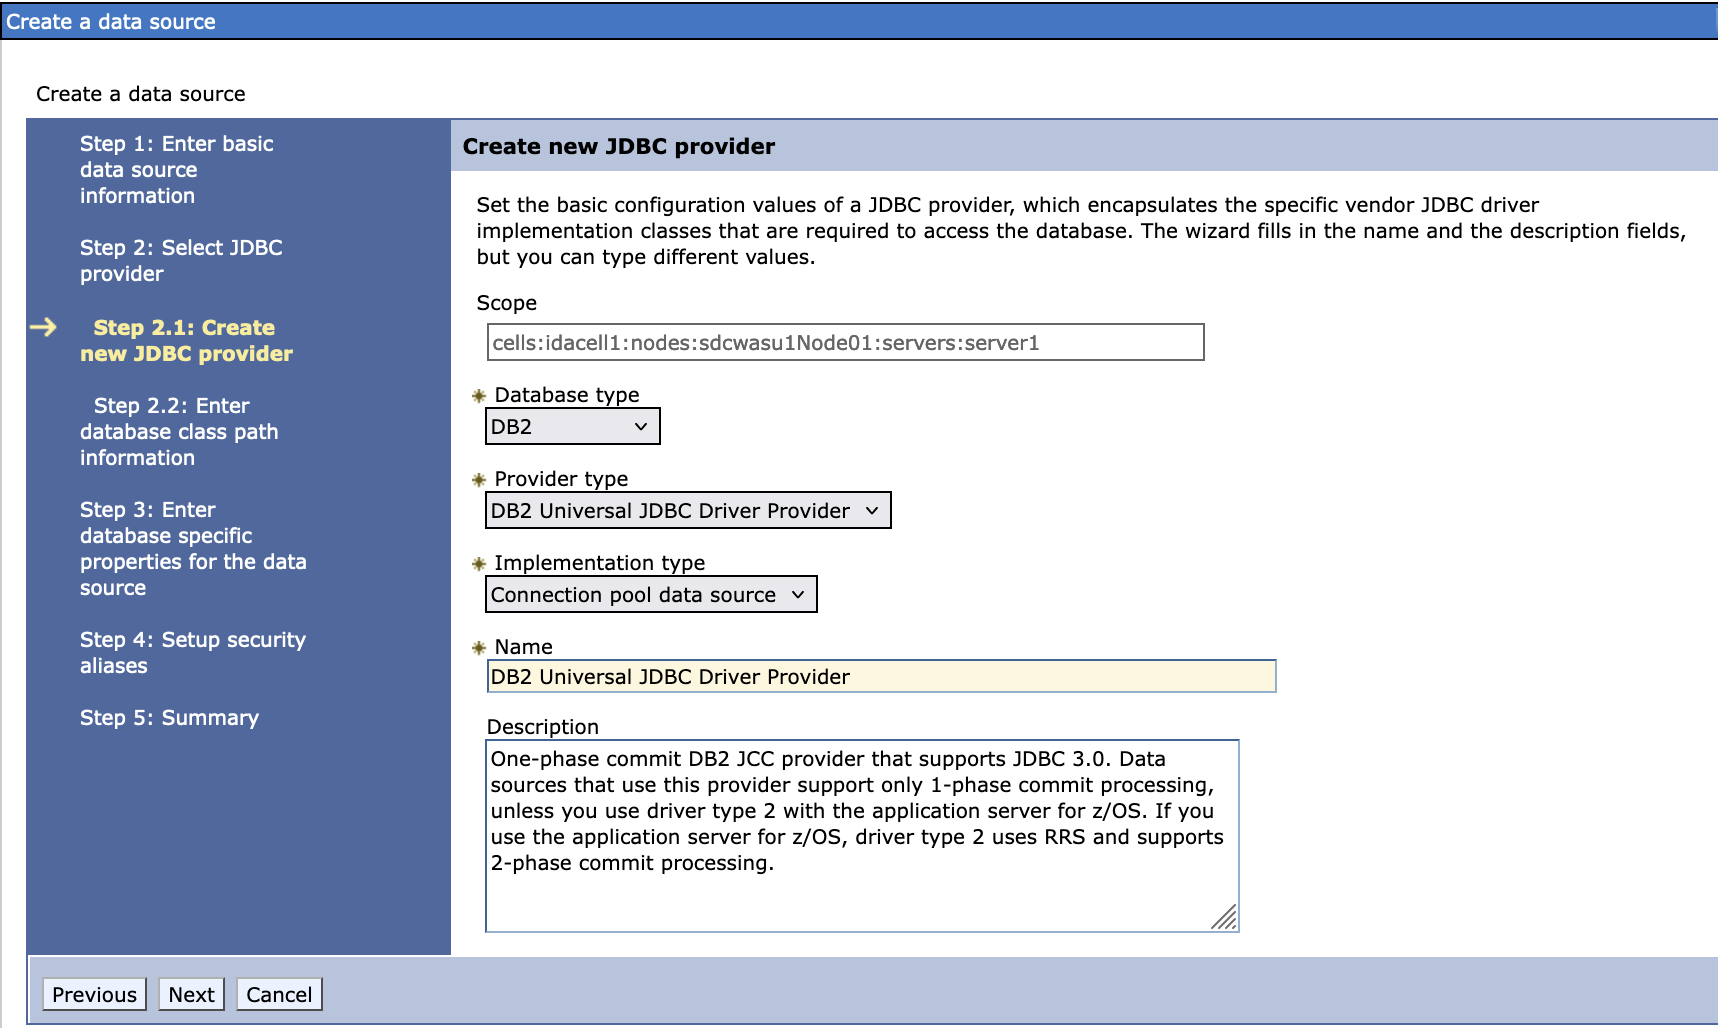 Create a data source
Create a data source
Step 1: Enter basic
data source
information
Step 2: Select JDBC
provider
Step 2.1: Create
new JDBC provider
Step 2.2: Enter
database class path
information
Step 3: Enter
database specific
properties for the data
source
Step 4: Setup security
aliases
Step 5: Summary
Create new JDBC provider
Set the basic configuration values of a JDBC provider, which encapsulates the specific vendor JDBC driver
implementation classes that are required to access the database. The wizard fills in the name and the description fields,
but you can type different values.
Scope
cells:idacell1:nodes:sdcwasu1Node01:servers:server1
Database type
DB2
Provider type
DB2 Universal JDBC Driver Provider
Implementation type
Connection pool data source
Name
DB2 Universal JDBC Driver Provider
Description
One-phase commit DB2 JCC provider that supports JDBC 3.0. Data
sources that use this provider support only 1-phase commit processing,
unless you use driver type 2 with the application server for z/OS. If you
use the application server for z/OS, driver type 2 uses RRS and supports
2-phase commit processing.
Previous Next Cancel